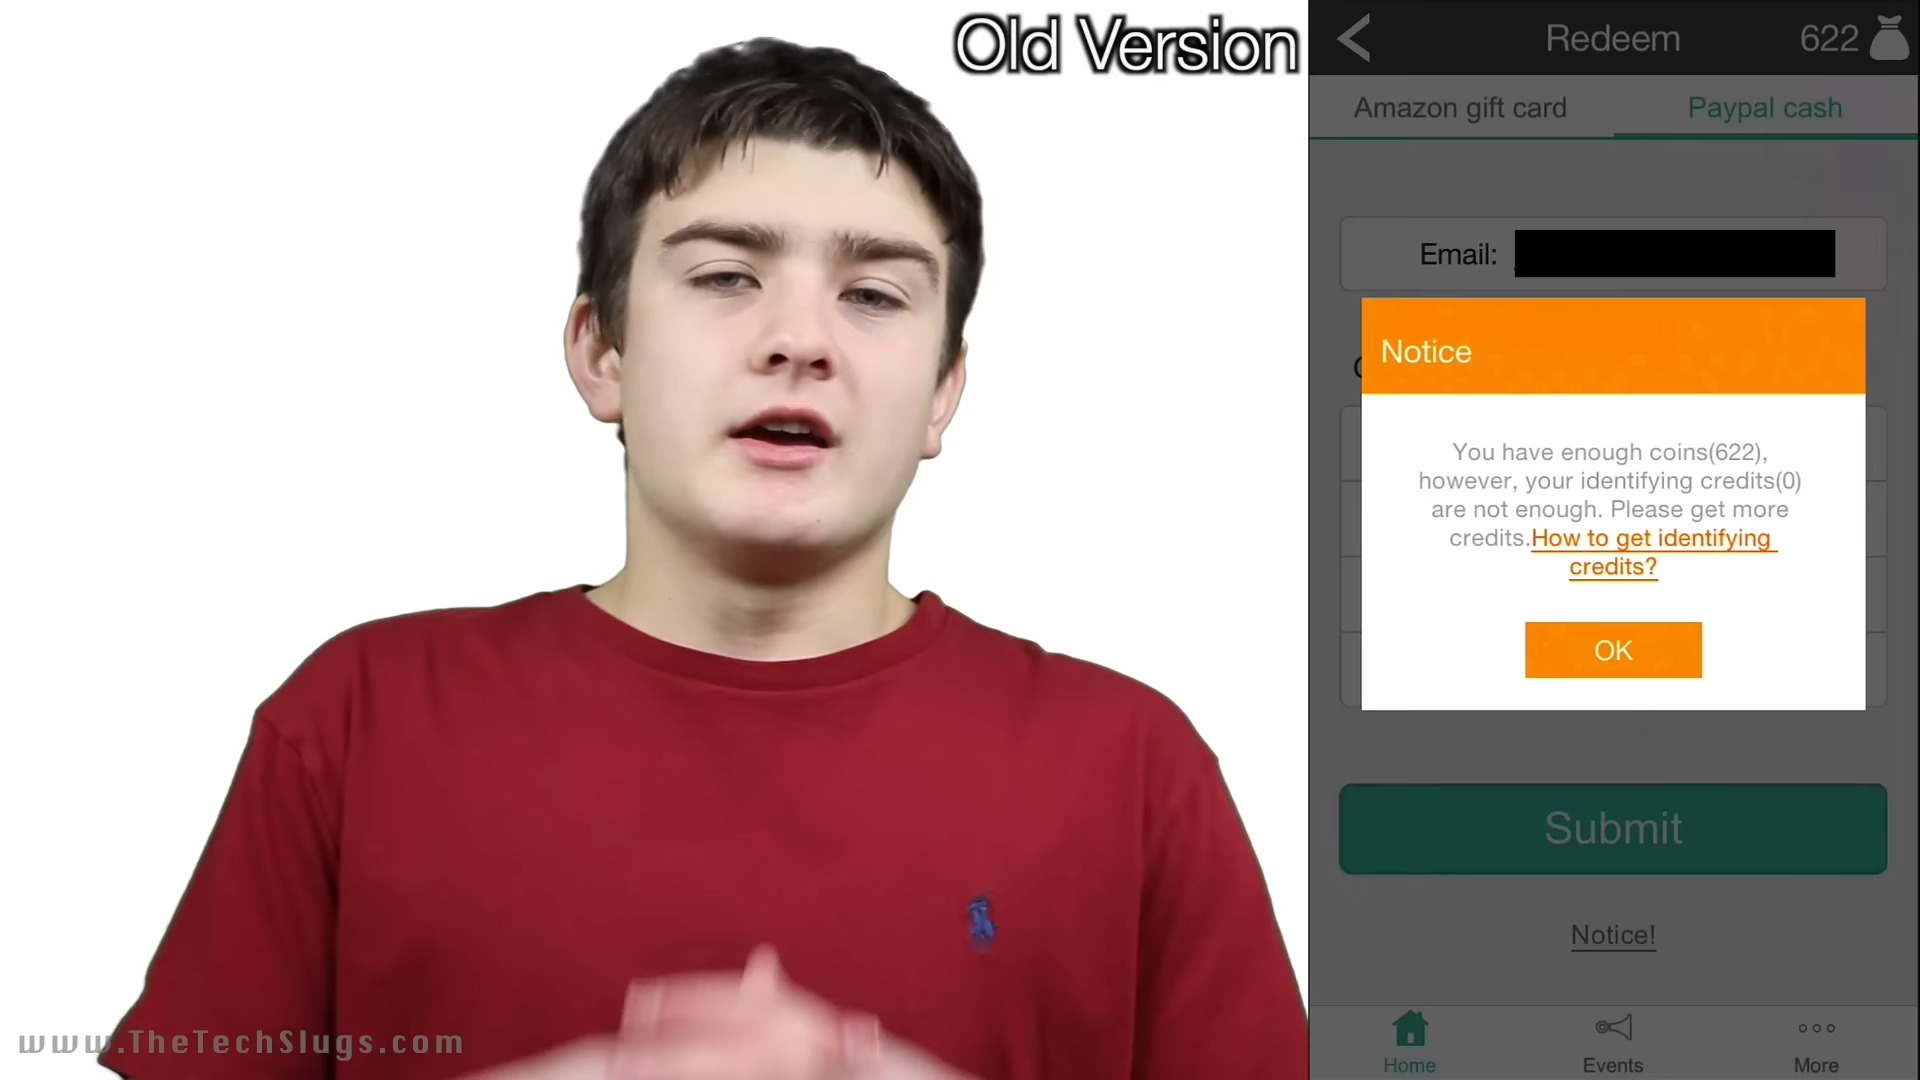 Old Version
Redeem
622
Amazon gift card
Paypal cash
Email:
Notice
You have enough coins(622),
however, your identifying credits(0)
are not enough. Please get more
credits.How to get identifying
credits?
OK
Submit
Notice!
Home
Events
More
www.TheTechSlugs.com